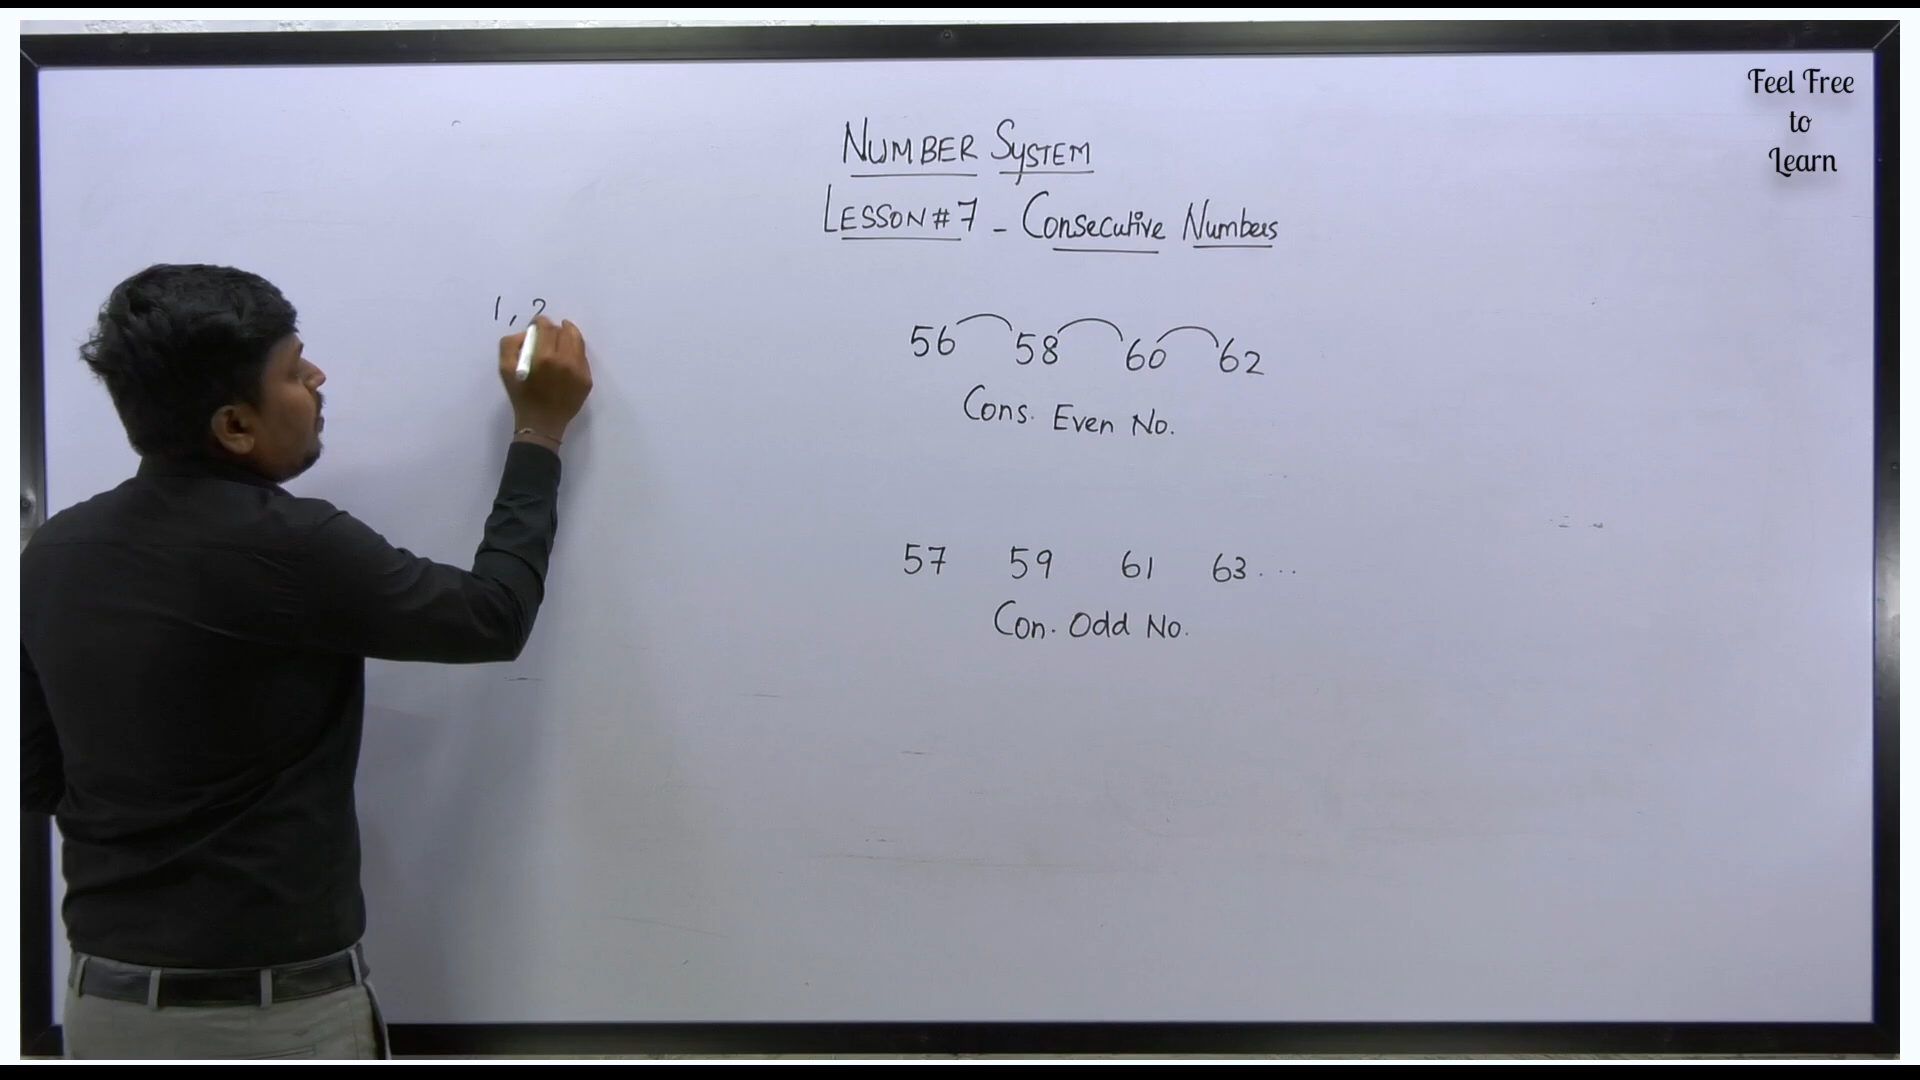 Feel Free
to
Learn
NUMBER SYSTEM
LESSON # 7 - Consecutive Numbers
1, 2
56 58 60 62
Cons. Even No.
57 59 61 63 ...
Con. Odd No.